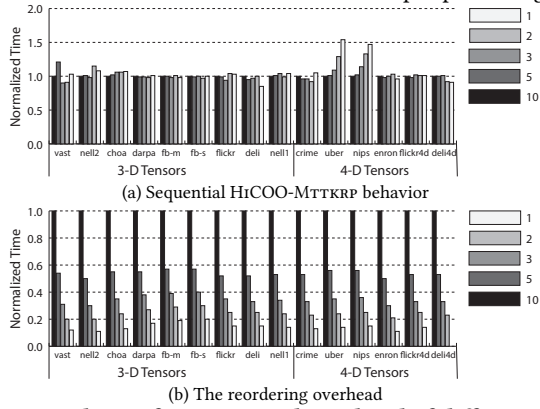 2.0
1.5
1.0
0.5
0.0
Normalized Time
vast nell2 choa darpa fb-m fb-s flickr deli nell1 crime uber nips enron flickr4d deli4d
3-D Tensors 4-D Tensors
1
2
3
5
10
(a) Sequential HICOO-MTTKRP behavior
1.0
0.8
0.6
0.4
0.2
0.0
Normalized Time
vast nell2 choa darpa fb-m fb-s flickr deli nell1 crime uber nips enron flickr4d deli4d
3-D Tensors 4-D Tensors
1
2
3
5
10
(b) The reordering overhead